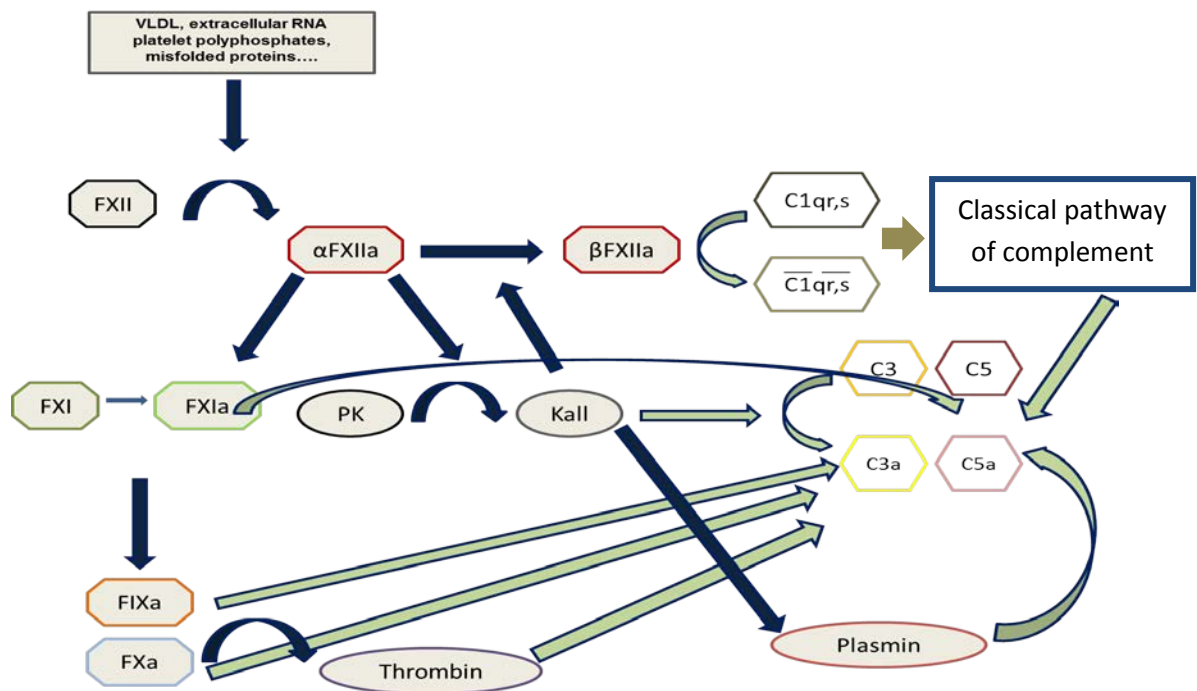 VLDL, extracellular RNA
platelet polyphosphates,
misfolded proteins....
FXII
αFXIIa
βFXIIa
C1qr,s
C1qr,s
Classical pathway
of complement
FXI
FXIa
PK
Kall
C3
C5
C3a
C5a
FIXa
FXa
Thrombin
Plasmin